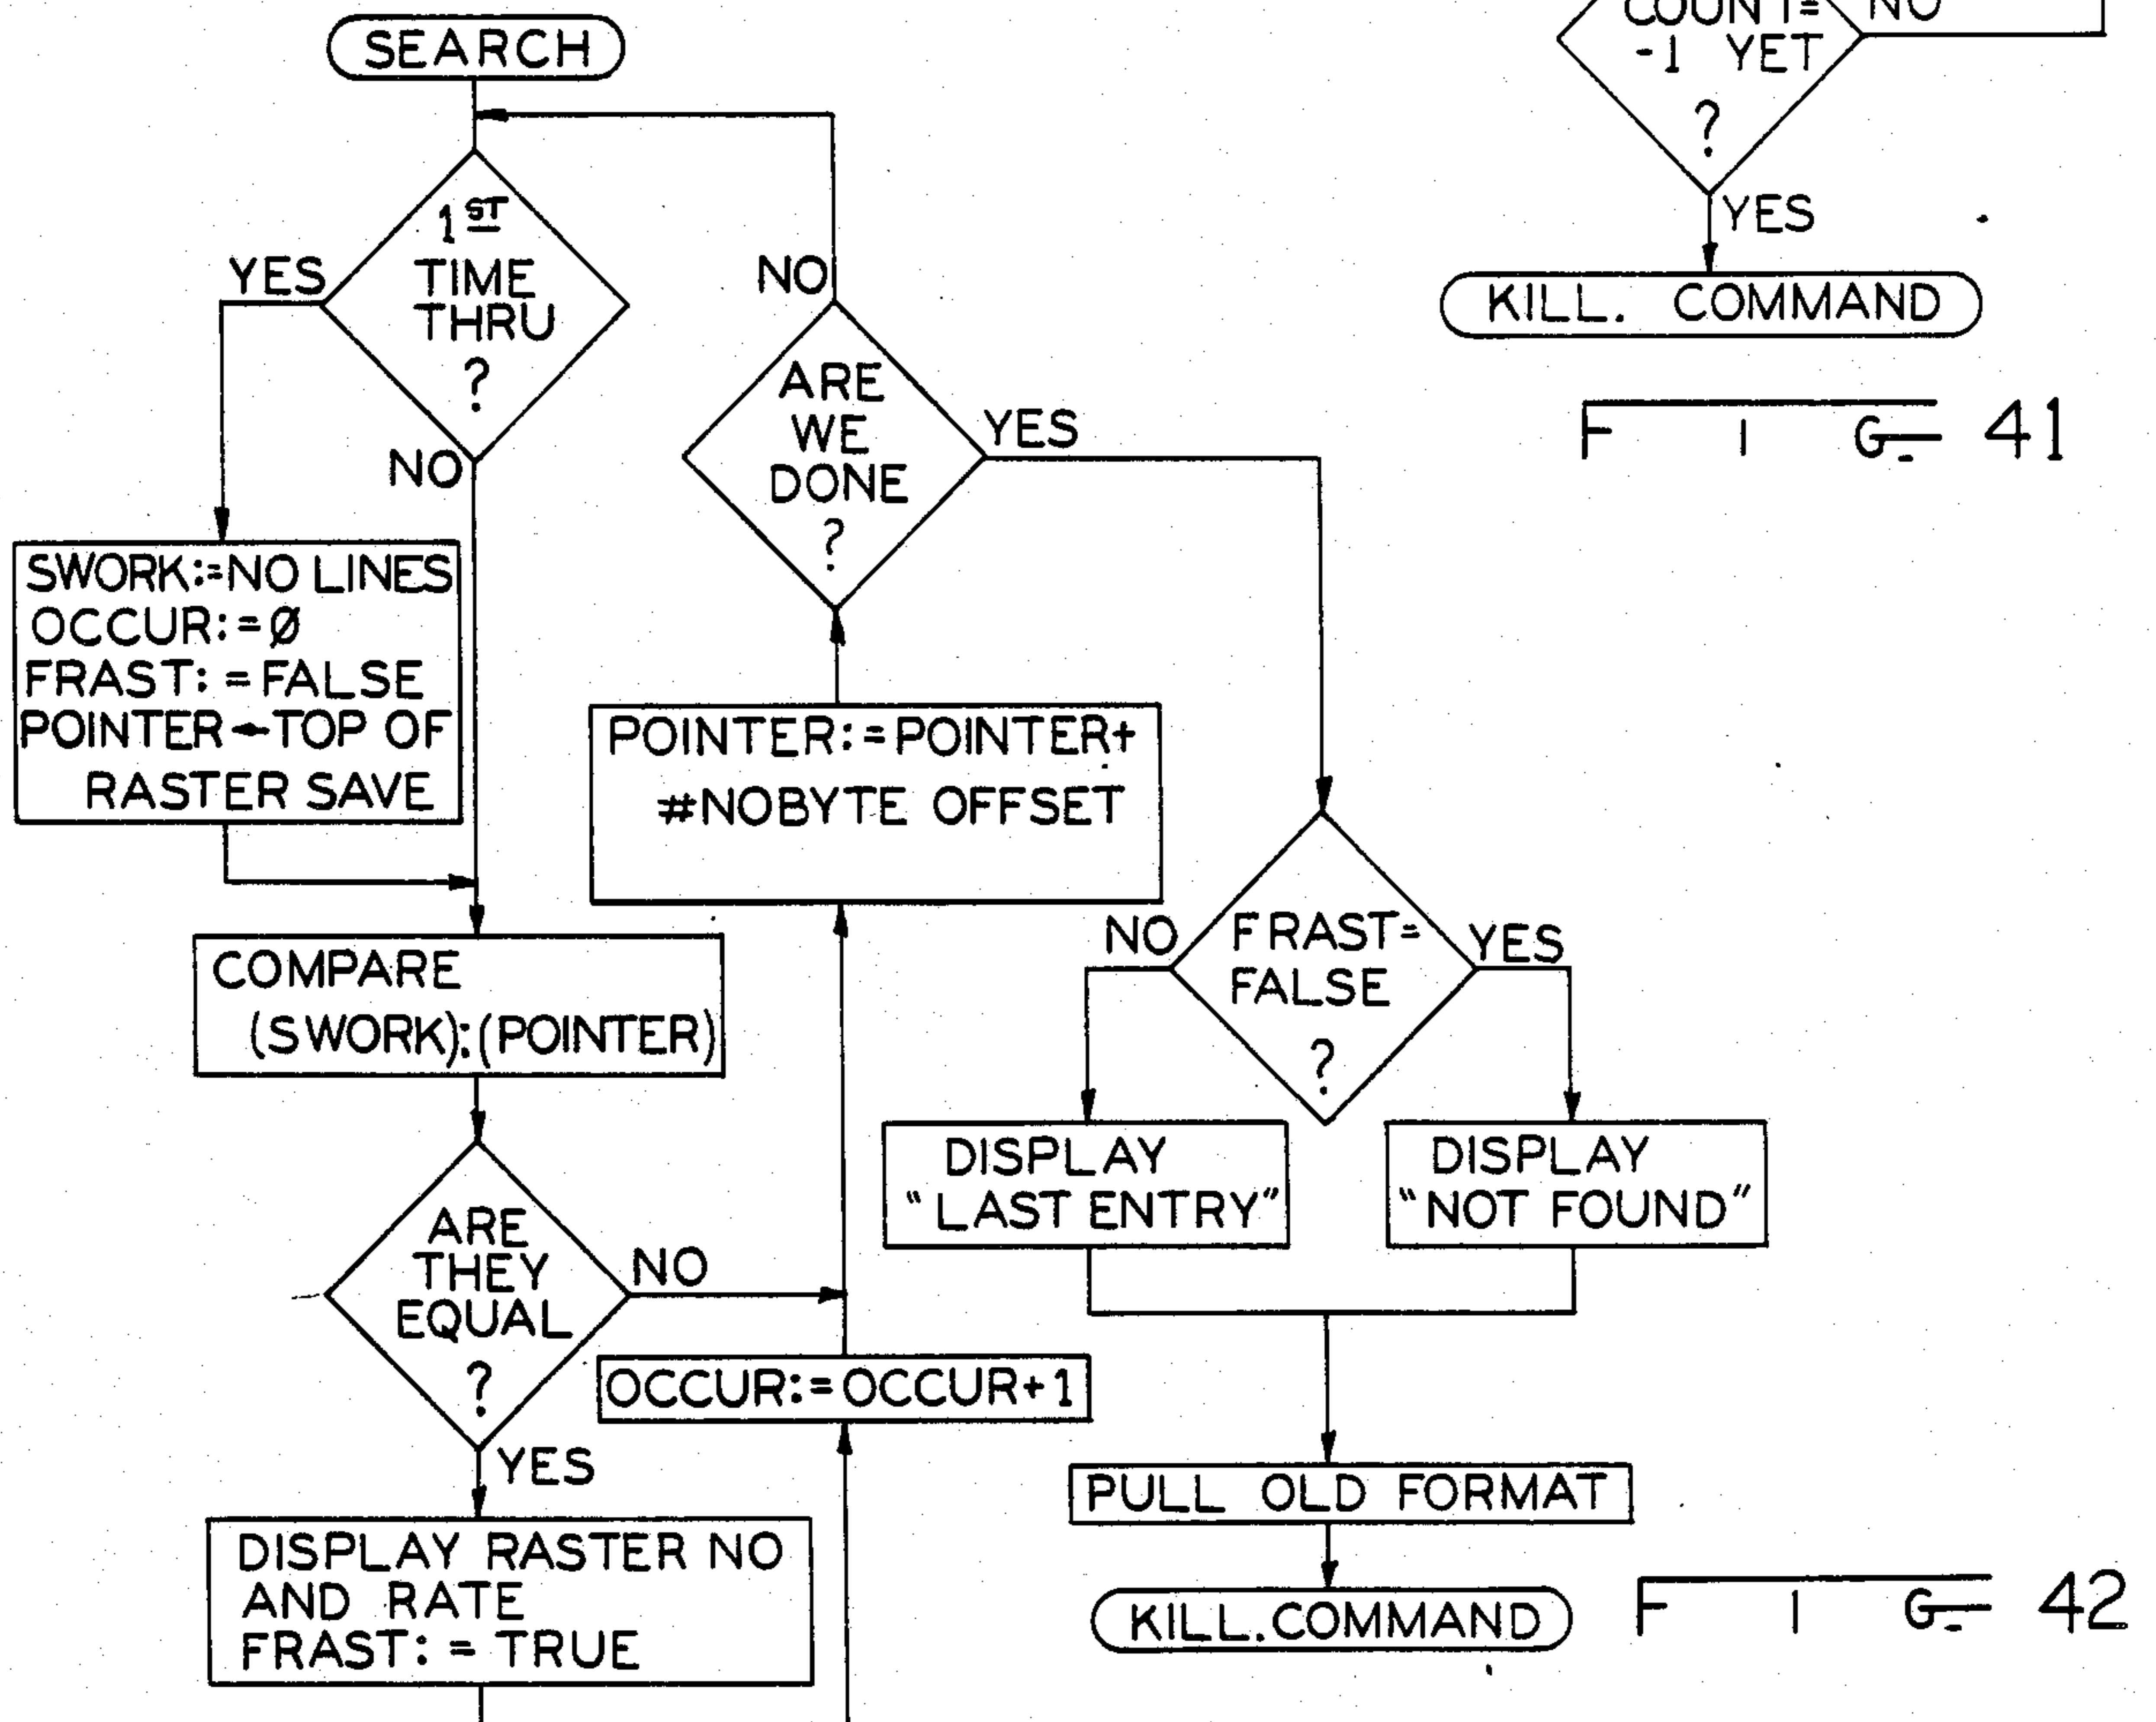 SEARCH
1ST
TIME
THRU
?
YES
NO
SWORK:=NO LINES
OCCUR:=Ø
FRAST:=FALSE
POINTER←TOP OF
RASTER SAVE
COMPARE
(SWORK):(POINTER)
ARE
THEY
EQUAL
?
NO
YES
DISPLAY RASTER NO
AND RATE
FRAST:=TRUE
OCCUR:=OCCUR+1
POINTER:=POINTER+
#NOBYTE OFFSET
ARE
WE
DONE
?
NO
YES
FRAST=
FALSE
?
NO
YES
DISPLAY
"LAST ENTRY"
DISPLAY
"NOT FOUND"
PULL OLD FORMAT
KILL.COMMAND
FIG. 42
COUNT=
-1 YET
?
NO
YES
KILL. COMMAND
FIG. 41